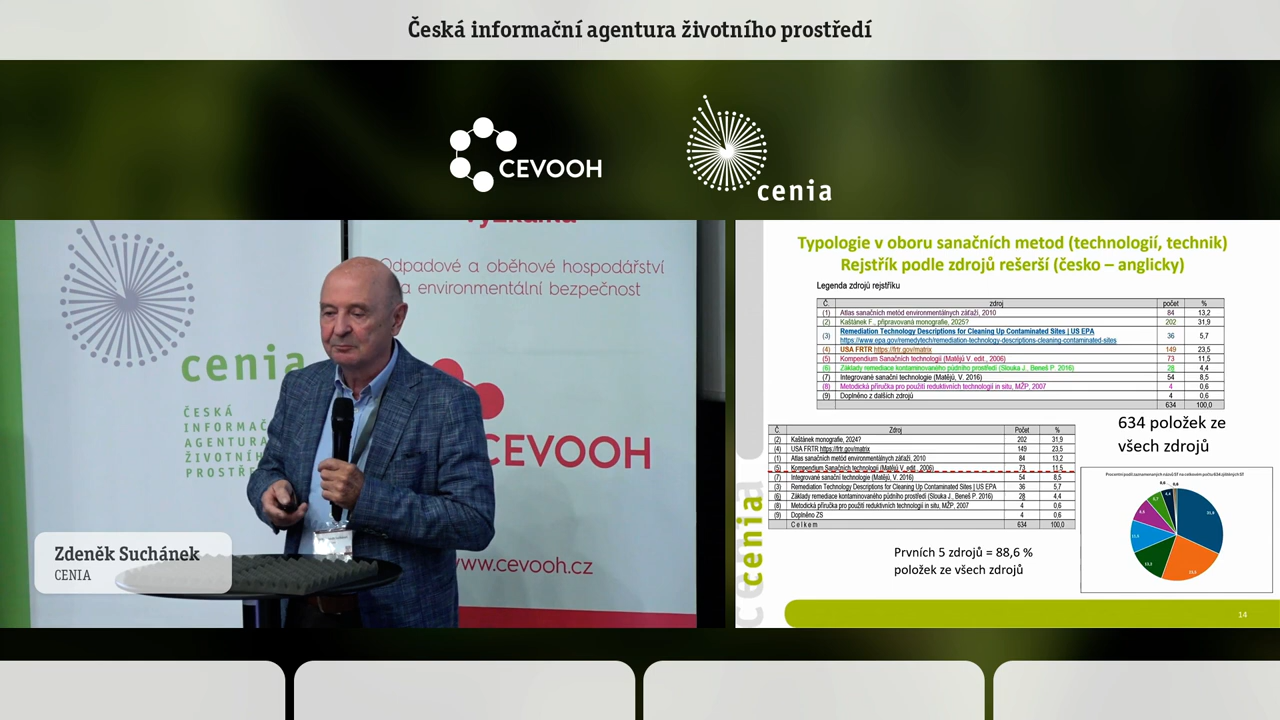 Česká informační agentura životního prostředí
CEVOOH
cenia
Odpadové a oběhové hospodářství
a environmentální bezpečnost
cenia
ČESKÁ
INFORMAČ
AGENTURA
ŽIVOTNÍH
PROSTŘE
CEVOOH
www.cevooh.cz
Zdeněk Suchánek
CENIA
Typologie v oboru sanačních metod (technologií, technik)
Rejstřík podle zdrojů rešerší (česko – anglicky)
Legenda zdrojů rejstříku
Č. zdroj počet %
(1) Atlas sanačních metod environmentálních zátěží, 2010 84 13,2
(2) Kaštánek F., připravovaná monografie, 2025? 202 31,9
(3) Remediation Technology Descriptions for Cleaning Up Contaminated Sites | US EPA 36 5,7
https://www.epa.gov/remedytech/remediation-technology-descriptions-cleaning-contaminated-sites
(4) USA FRTR https://frtr.gov/matrix 149 23,5
(5) Kompendium Sanačních technologií (Matějů V. edit., 2006) 73 11,5
(6) Základy remediace kontaminovaného půdního prostředí (Slouka J., Beneš P. 2016) 28 4,4
(7) Integrované sanační technologie (Matějů, V. 2016) 54 8,5
(8) Metodická příručka pro použití reduktivních technologií in situ, MŽP, 2007 4 0,6
(9) Doplněno z dalších zdrojů 4 0,6
634 100,0
634 položek ze
všech zdrojů
Č. Zdroj Počet %
(2) Kaštánek monografie, 2024? 202 31,9
(4) USA FRTR https://frtr.gov/matrix 149 23,5
(1) Atlas sanačních metod environmentálních zátěží, 2010 84 13,2
(5) Kompendium Sanačních technologií (Matějů V. edit., 2006) 73 11,5
(7) Integrované sanační technologie (Matějů, V. 2016) 54 8,5
(3) Remediation Technology Descriptions for Cleaning Up Contaminated Sites | US EPA 36 5,7
(6) Základy remediace kontaminovaného půdního prostředí (Slouka J., Beneš P. 2016) 28 4,4
(8) Metodická příručka pro použití reduktivních technologií in situ, MŽP, 2007 4 0,6
(9) Doplněno ZS 4 0,6
Celkem 634 100,0
Prvních 5 zdrojů = 88,6 %
položek ze všech zdrojů
cenia
14